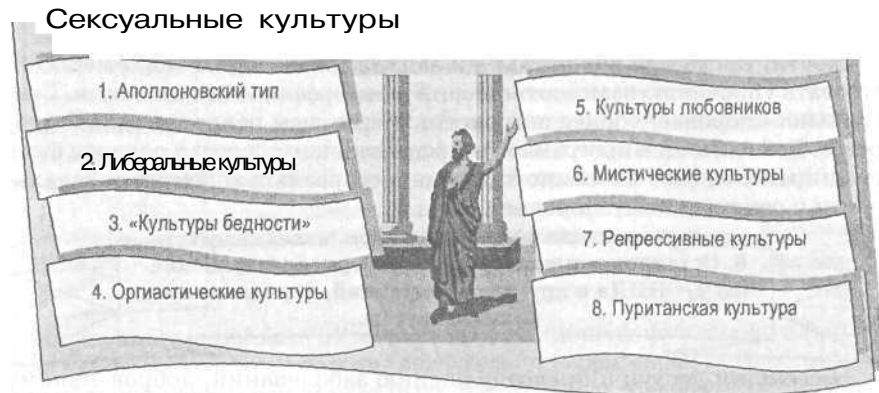 Сексуальные культуры
1. Аполлоновский тип
2. Либеральные культуры
3. «Культуры бедности»
4. Оргиастические культуры
5. Культуры любовников
6. Мистические культуры
7. Репрессивные культуры
8. Пуританская культура